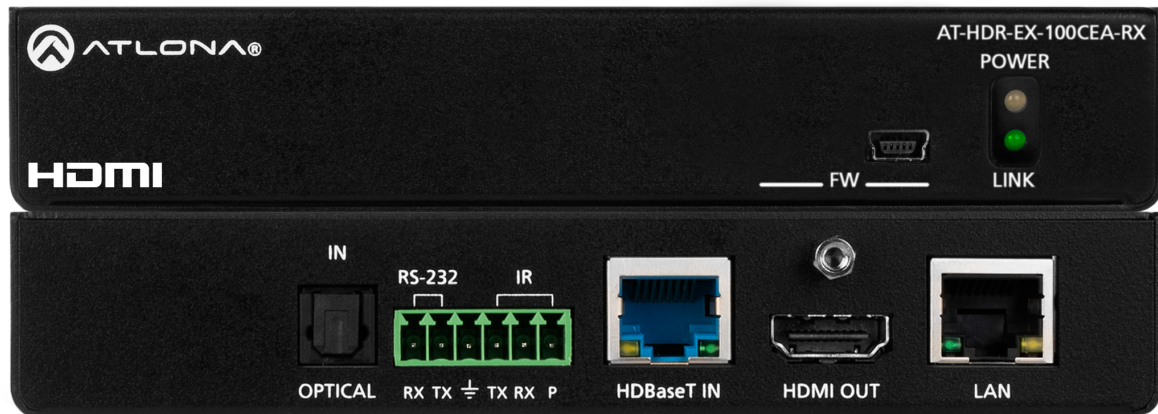 ATLONA®
AT-HDR-EX-100CEA-RX
POWER
HDMI
FW
LINK
IN
RS-232 IR
OPTICAL RX TX TX RX P HDBaseT IN HDMI OUT LAN